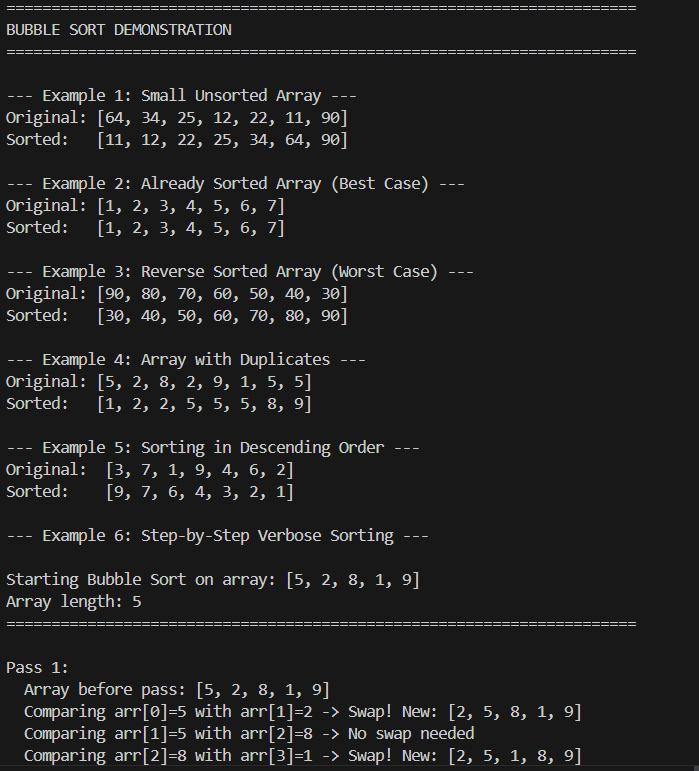 ======================================================================
BUBBLE SORT DEMONSTRATION
======================================================================
--- Example 1: Small Unsorted Array ---
Original: [64, 34, 25, 12, 22, 11, 90]
Sorted:   [11, 12, 22, 25, 34, 64, 90]
--- Example 2: Already Sorted Array (Best Case) ---
Original: [1, 2, 3, 4, 5, 6, 7]
Sorted:   [1, 2, 3, 4, 5, 6, 7]
--- Example 3: Reverse Sorted Array (Worst Case) ---
Original: [90, 80, 70, 60, 50, 40, 30]
Sorted:   [30, 40, 50, 60, 70, 80, 90]
--- Example 4: Array with Duplicates ---
Original: [5, 2, 8, 2, 9, 1, 5, 5]
Sorted:   [1, 2, 2, 5, 5, 5, 8, 9]
--- Example 5: Sorting in Descending Order ---
Original:  [3, 7, 1, 9, 4, 6, 2]
Sorted:    [9, 7, 6, 4, 3, 2, 1]
--- Example 6: Step-by-Step Verbose Sorting ---
Starting Bubble Sort on array: [5, 2, 8, 1, 9]
Array length: 5
======================================================================
Pass 1:
  Array before pass: [5, 2, 8, 1, 9]
  Comparing arr[0]=5 with arr[1]=2 -> Swap! New: [2, 5, 8, 1, 9]
  Comparing arr[1]=5 with arr[2]=8 -> No swap needed
  Comparing arr[2]=8 with arr[3]=1 -> Swap! New: [2, 5, 1, 8, 9]